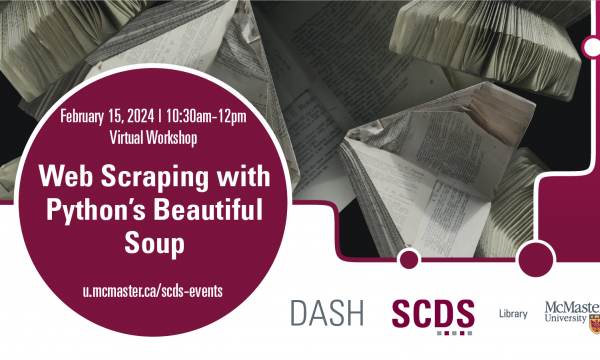 February 15, 2024 | 10:30am-12pm
Virtual Workshop
Web Scraping with
Python's Beautiful
Soup
u.mcmaster.ca/scds-events
DASH
SCDS
Library
University